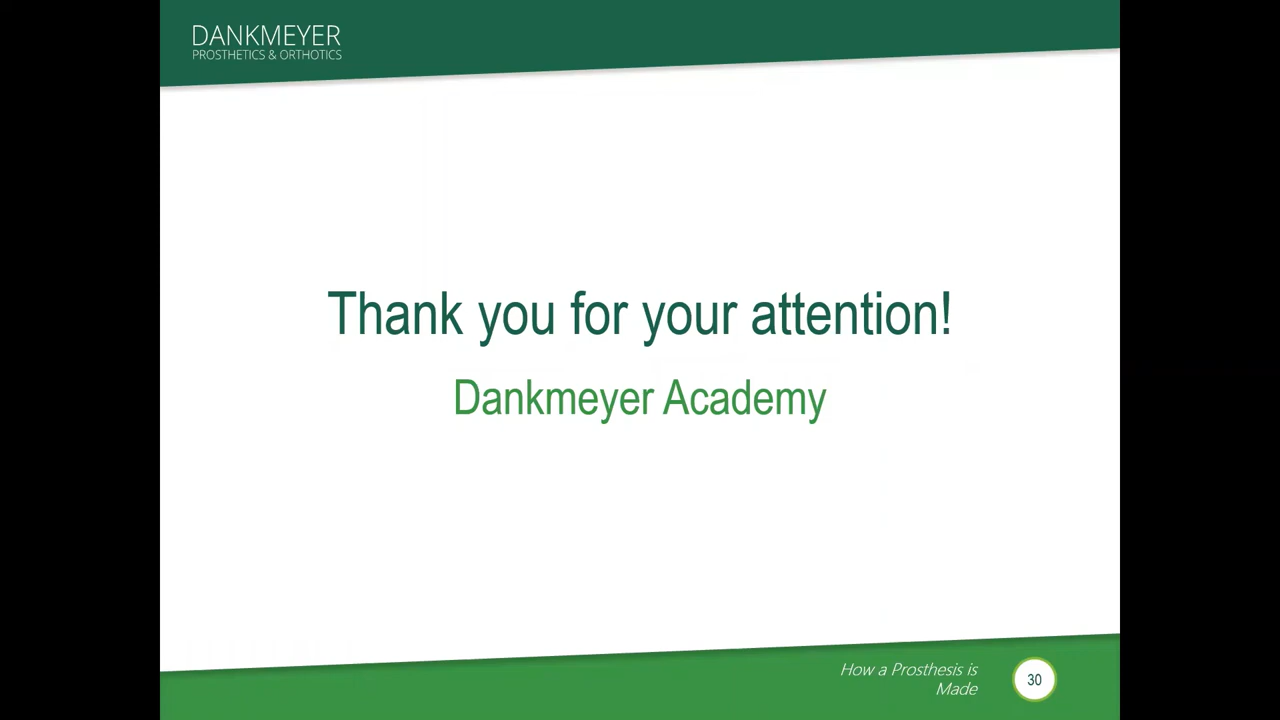 DANKMEYER
PROSTHETICS & ORTHOTICS
Thank you for your attention!
Dankmeyer Academy
How a Prosthesis is
Made
30